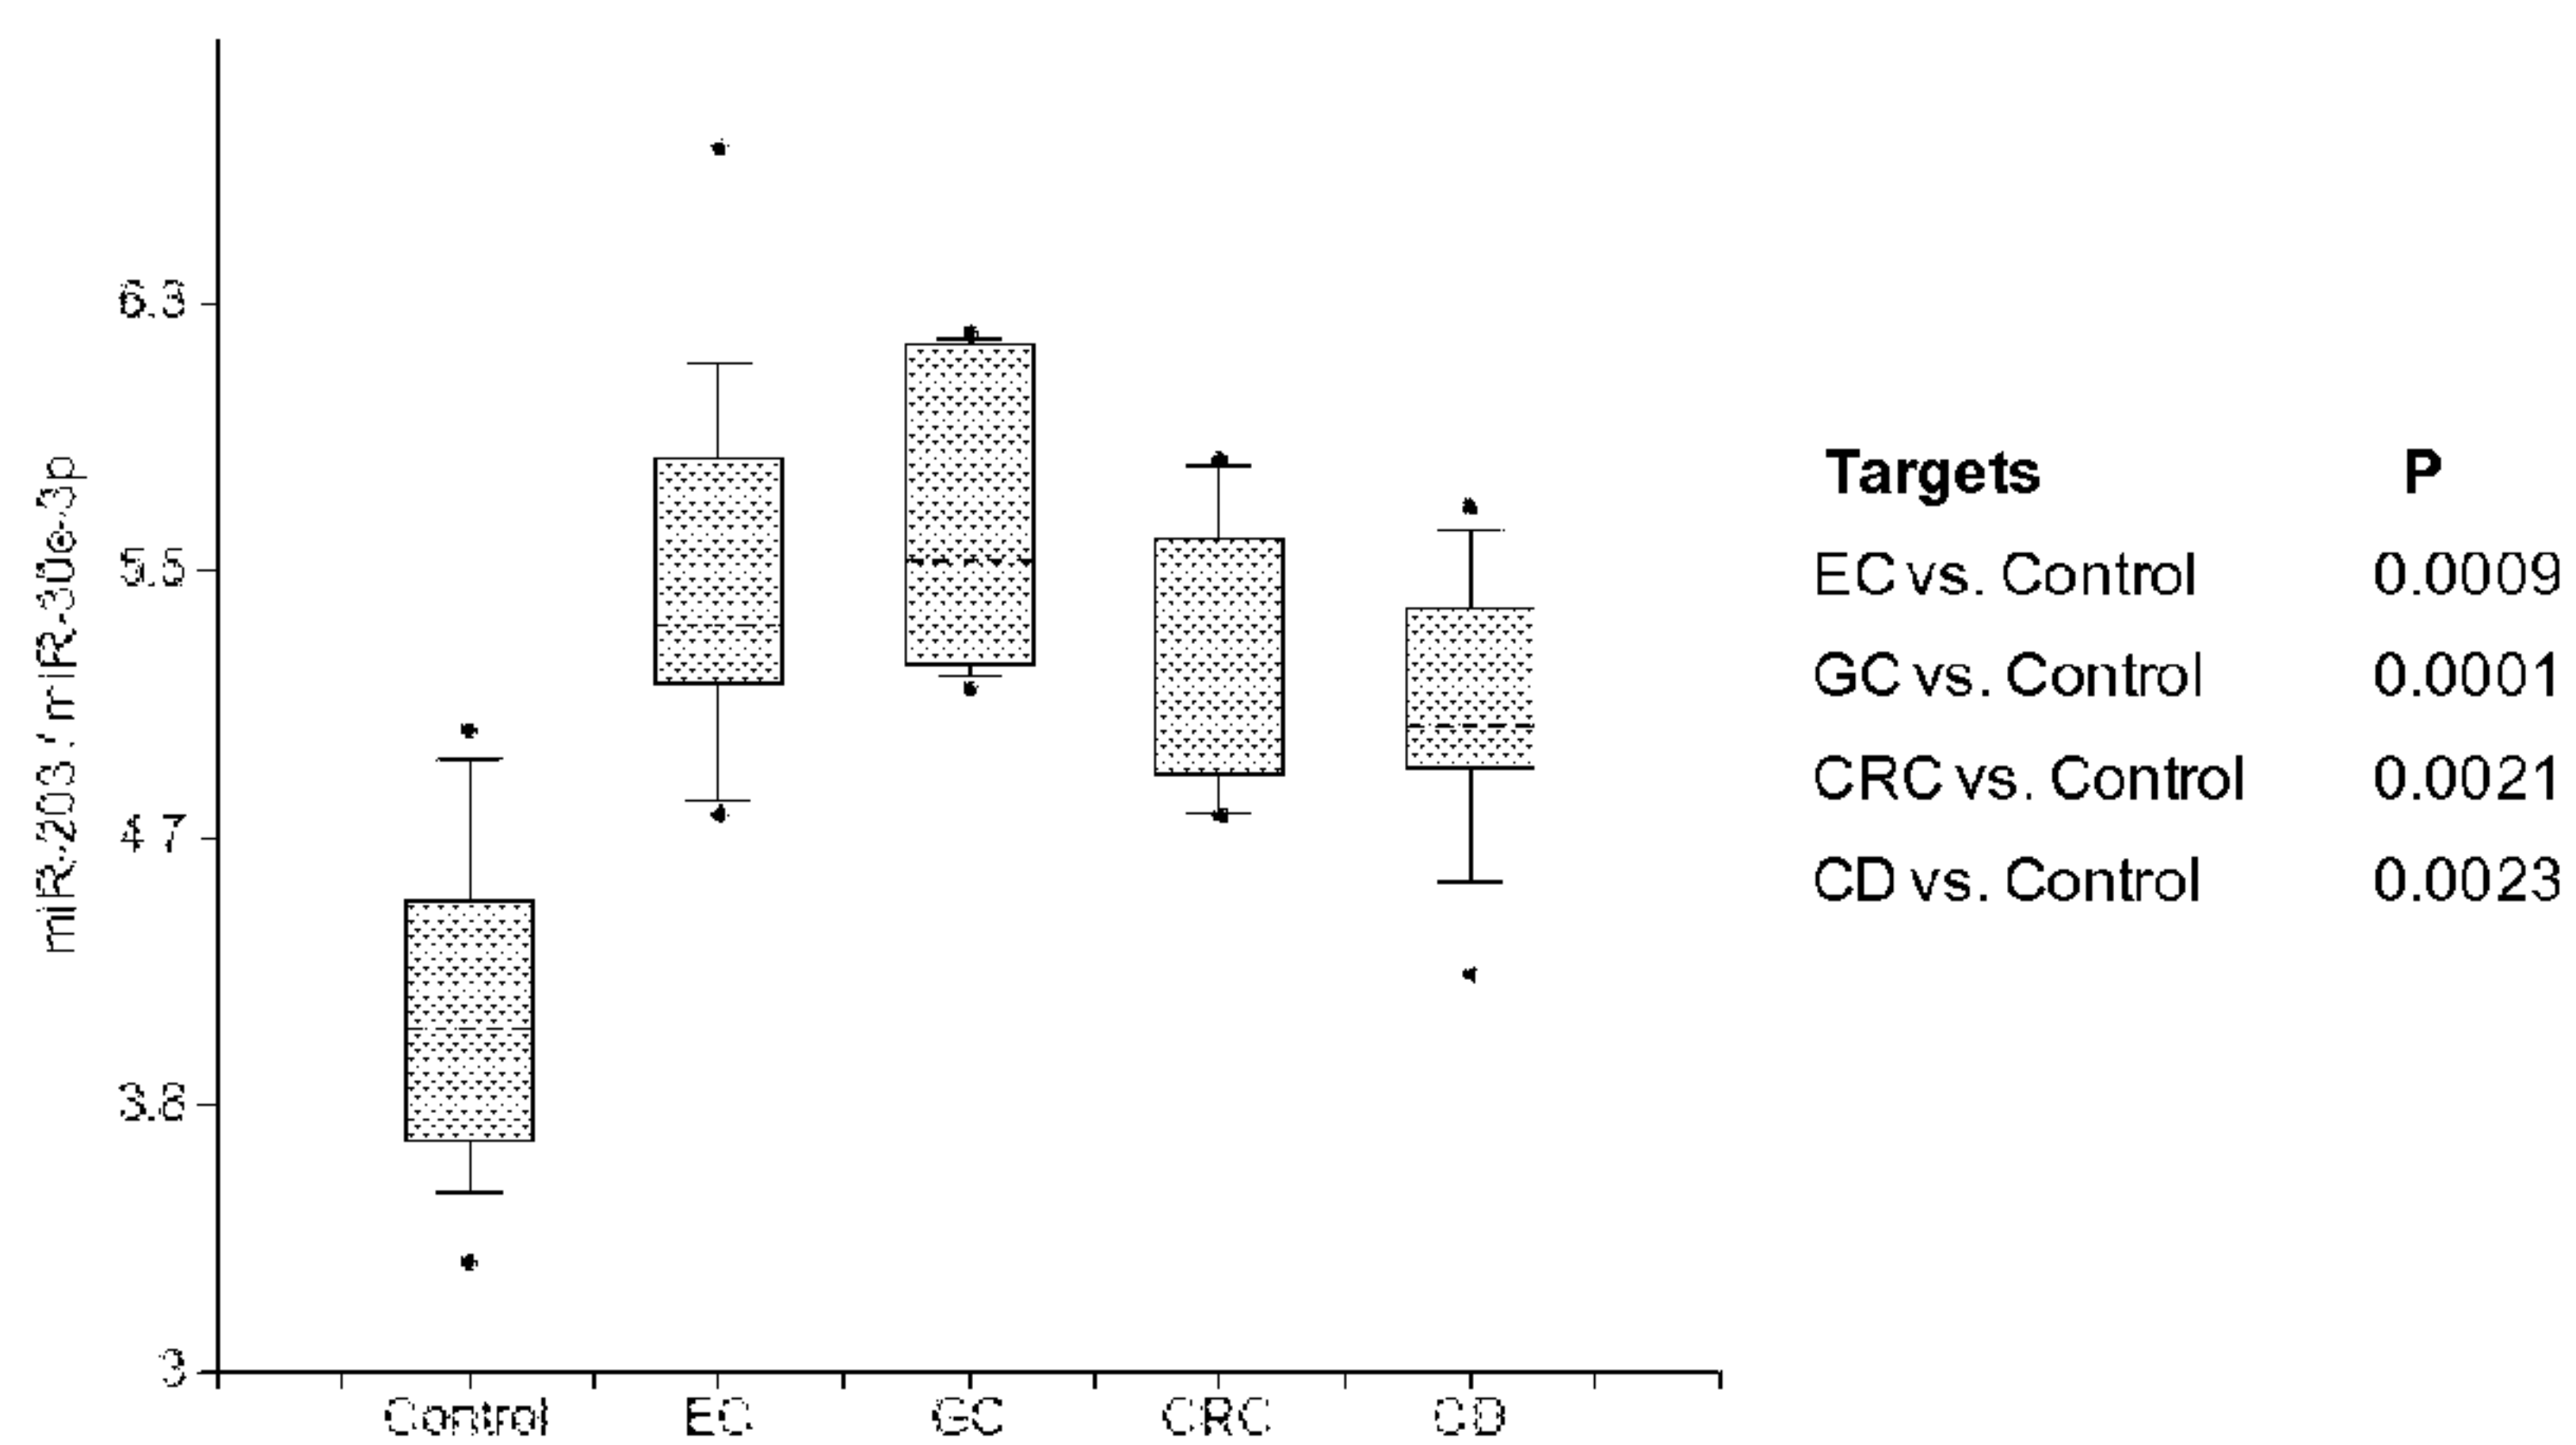 miR-203 / miR-30e-3p
6.3
5.5
4.7
3.8
3
Control EC GC CRC CD
Targets P
EC vs. Control 0.0009
GC vs. Control 0.0001
CRC vs. Control 0.0021
CD vs. Control 0.0023